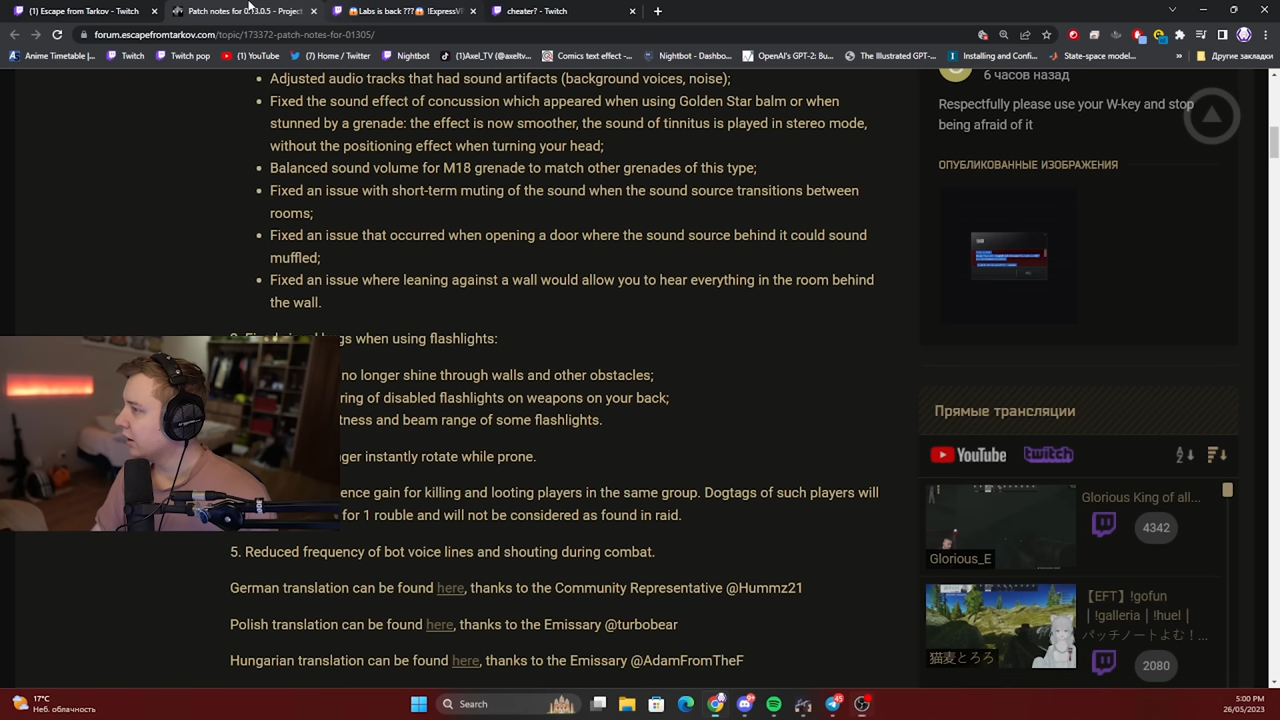 (1) Escape from Tarkov - Twitch
Patch notes for 0.13.0.5 - Project
Labs is back ??? !ExpressV
cheater? - Twitch
forum.escapefromtarkov.com/topic/173372-patch-notes-for-01305/
Anime Timetable |...
Twitch
Twitch pop
(1) YouTube
(7) Home / Twitter
Nightbot
(1)Axel_TV (@axeltv...
Comics text effect -...
Nightbot - Dashbo...
OpenAI's GPT-2: Bu...
The Illustrated GPT-...
Installing and Confi...
State-space model...
»
Другие закладки
Adjusted audio tracks that had sound artifacts (background voices, noise);
Fixed the sound effect of concussion which appeared when using Golden Star balm or when
stunned by a grenade: the effect is now smoother, the sound of tinnitus is played in stereo mode,
without the positioning effect when turning your head;
Balanced sound volume for M18 grenade to match other grenades of this type;
Fixed an issue with short-term muting of the sound when the sound source transitions between
rooms;
Fixed an issue that occurred when opening a door where the sound source behind it could sound
muffled;
Fixed an issue where leaning against a wall would allow you to hear everything in the room behind
the wall.
gs when using flashlights:
no longer shine through walls and other obstacles;
ring of disabled flashlights on weapons on your back;
tness and beam range of some flashlights.
ger instantly rotate while prone.
ence gain for killing and looting players in the same group. Dogtags of such players will
for 1 rouble and will not be considered as found in raid.
5. Reduced frequency of bot voice lines and shouting during combat.
German translation can be found here, thanks to the Community Representative @Hummz21
Polish translation can be found here, thanks to the Emissary @turbobear
Hungarian translation can be found here, thanks to the Emissary @AdamFromTheF
6 часов назад
Respectfully please use your W-key and stop
being afraid of it
ОПУБЛИКОВАННЫЕ ИЗОБРАЖЕНИЯ
Прямые трансляции
YouTube
twitch
Glorious King of all...
4342
Glorious_E
【EFT】!gofun
| !galleria | !huel |
パッチノートよむ！...
2080
猫麦とろろ
17°C
Неб. облачность
Search
45
5:00 PM
26/05/2023